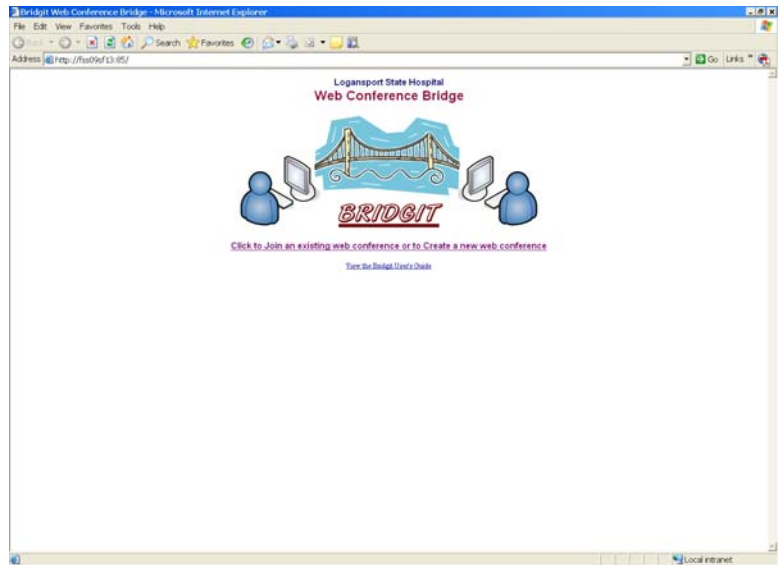 Bridgit Web Conference Bridge - Microsoft Internet Explorer
File Edit View Favorites Tools Help
Back Search Favorites
Address http://fss09sf13:85/ Go Links »
Logansport State Hospital
Web Conference Bridge
BRIDGIT
Click to Join an existing web conference or to Create a new web conference
View the Bridgit User's Guide
Local intranet